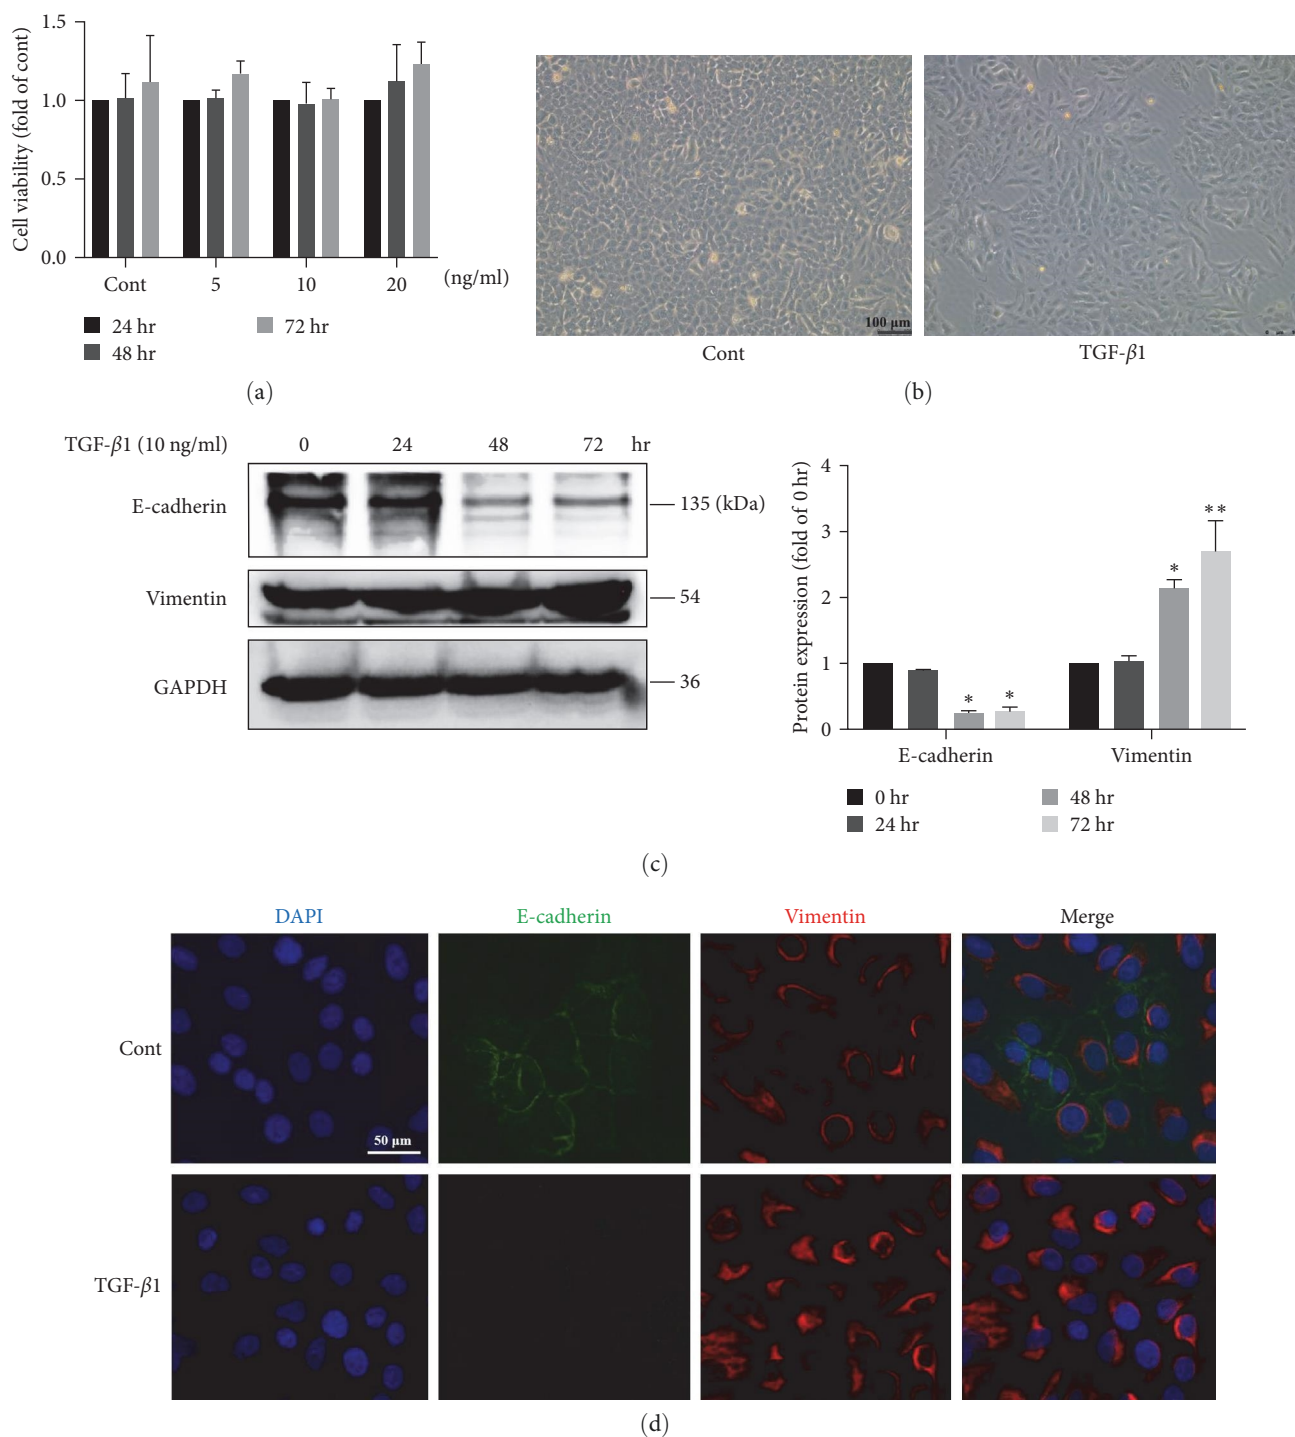 Cell viability (fold of cont)
1.5
1.0
0.5
0.0
Cont 5 10 20 (ng/ml)
24 hr 72 hr
48 hr
(a)
100 μm
Cont TGF-β1
(b)
TGF-β1 (10 ng/ml) 0 24 48 72 hr
E-cadherin 135 (kDa)
Vimentin 54
GAPDH 36
Protein expression (fold of 0 hr)
4
3
2
1
0
* * * **
E-cadherin Vimentin
0 hr 48 hr
24 hr 72 hr
(c)
DAPI E-cadherin Vimentin Merge
Cont
50 μm
TGF-β1
(d)